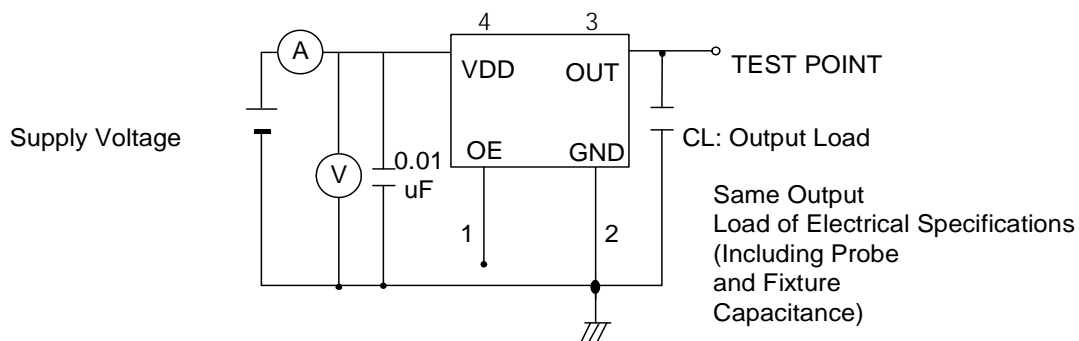 4
3
A
VDD
OUT
TEST POINT
Supply Voltage
CL: Output Load
OE
GND
0.01
uF
V
1
2
Same Output
Load of Electrical Specifications
(Including Probe
and Fixture
Capacitance)